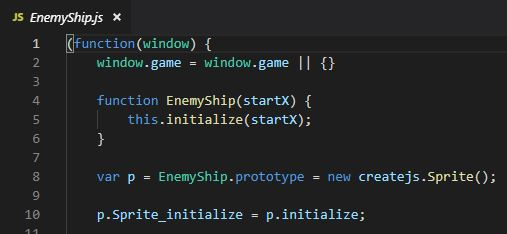 JS EnemyShip.js ×
1 (function(window) {
2 window.game = window.game || {}
3
4 function EnemyShip(startX) {
5 this.initialize(startX);
6 }
7
8 var p = EnemyShip.prototype = new createjs.Sprite();
9
10 p.Sprite_initialize = p.initialize;